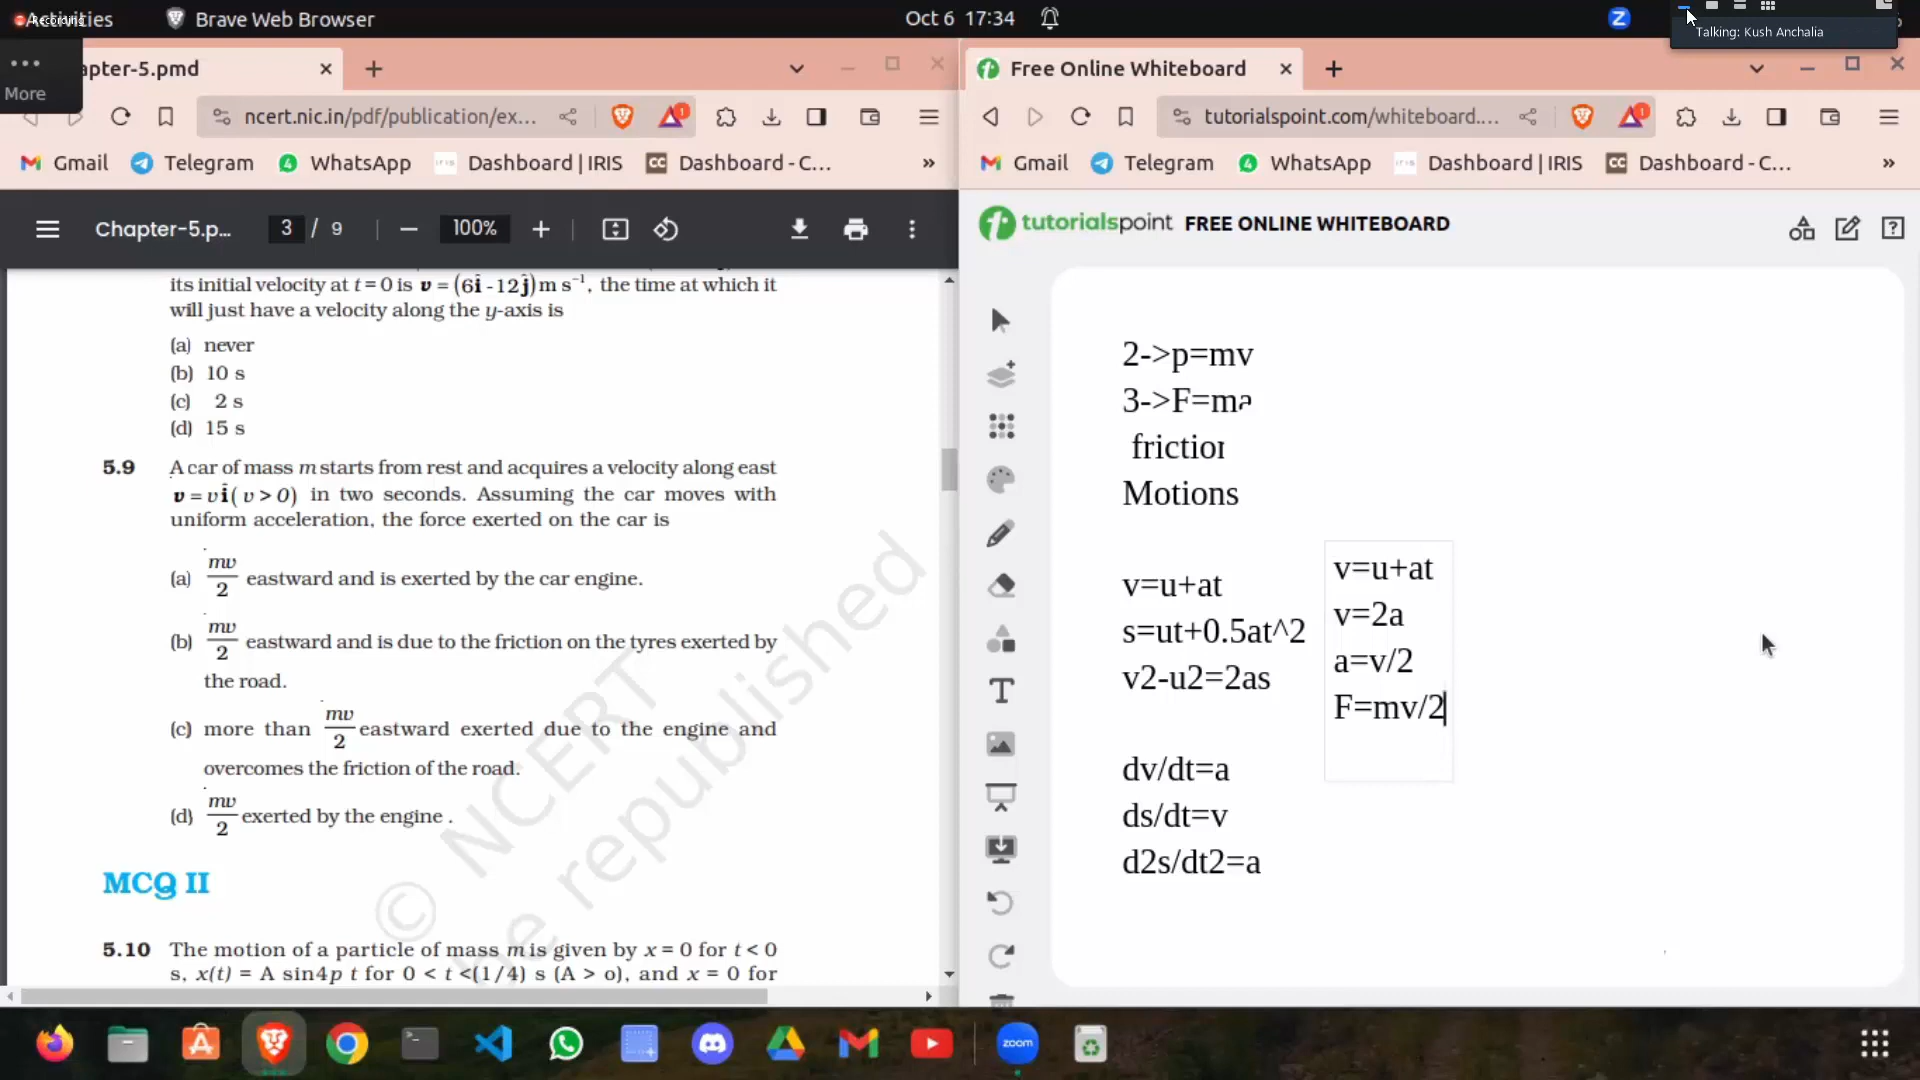 Activities
Recording
Brave Web Browser
Oct 6 17:34
Z
Talking: Kush Anchalia
More
apter-5.pmd
Free Online Whiteboard
ncert.nic.in/pdf/publication/ex...
1
tutorialspoint.com/whiteboard....
1
Gmail Telegram WhatsApp Dashboard | IRIS Dashboard - C... »
Gmail Telegram WhatsApp Dashboard | IRIS Dashboard - C... »
Chapter-5.p... 3 / 9 100%
tutorialspoint FREE ONLINE WHITEBOARD
its initial velocity at t = 0 is v = (6î - 12ĵ) m s⁻¹, the time at which it
will just have a velocity along the y-axis is
(a) never
(b) 10 s
(c) 2 s
(d) 15 s
5.9 A car of mass m starts from rest and acquires a velocity along east
v = vî (v > 0) in two seconds. Assuming the car moves with
uniform acceleration, the force exerted on the car is
(a) mv/2 eastward and is exerted by the car engine.
(b) mv/2 eastward and is due to the friction on the tyres exerted by
the road.
(c) more than mv/2 eastward exerted due to the engine and
overcomes the friction of the road.
(d) mv/2 exerted by the engine .
MCQ II
5.10 The motion of a particle of mass m is given by x = 0 for t < 0
s, x(t) = A sin4p t for 0 < t <(1/4) s (A > o), and x = 0 for
© NCERT
be republished
2->p=mv
3->F=ma
friction
Motions
v=u+at
s=ut+0.5at^2
v2-u2=2as
dv/dt=a
ds/dt=v
d2s/dt2=a
v=u+at
v=2a
a=v/2
F=mv/2
zoom